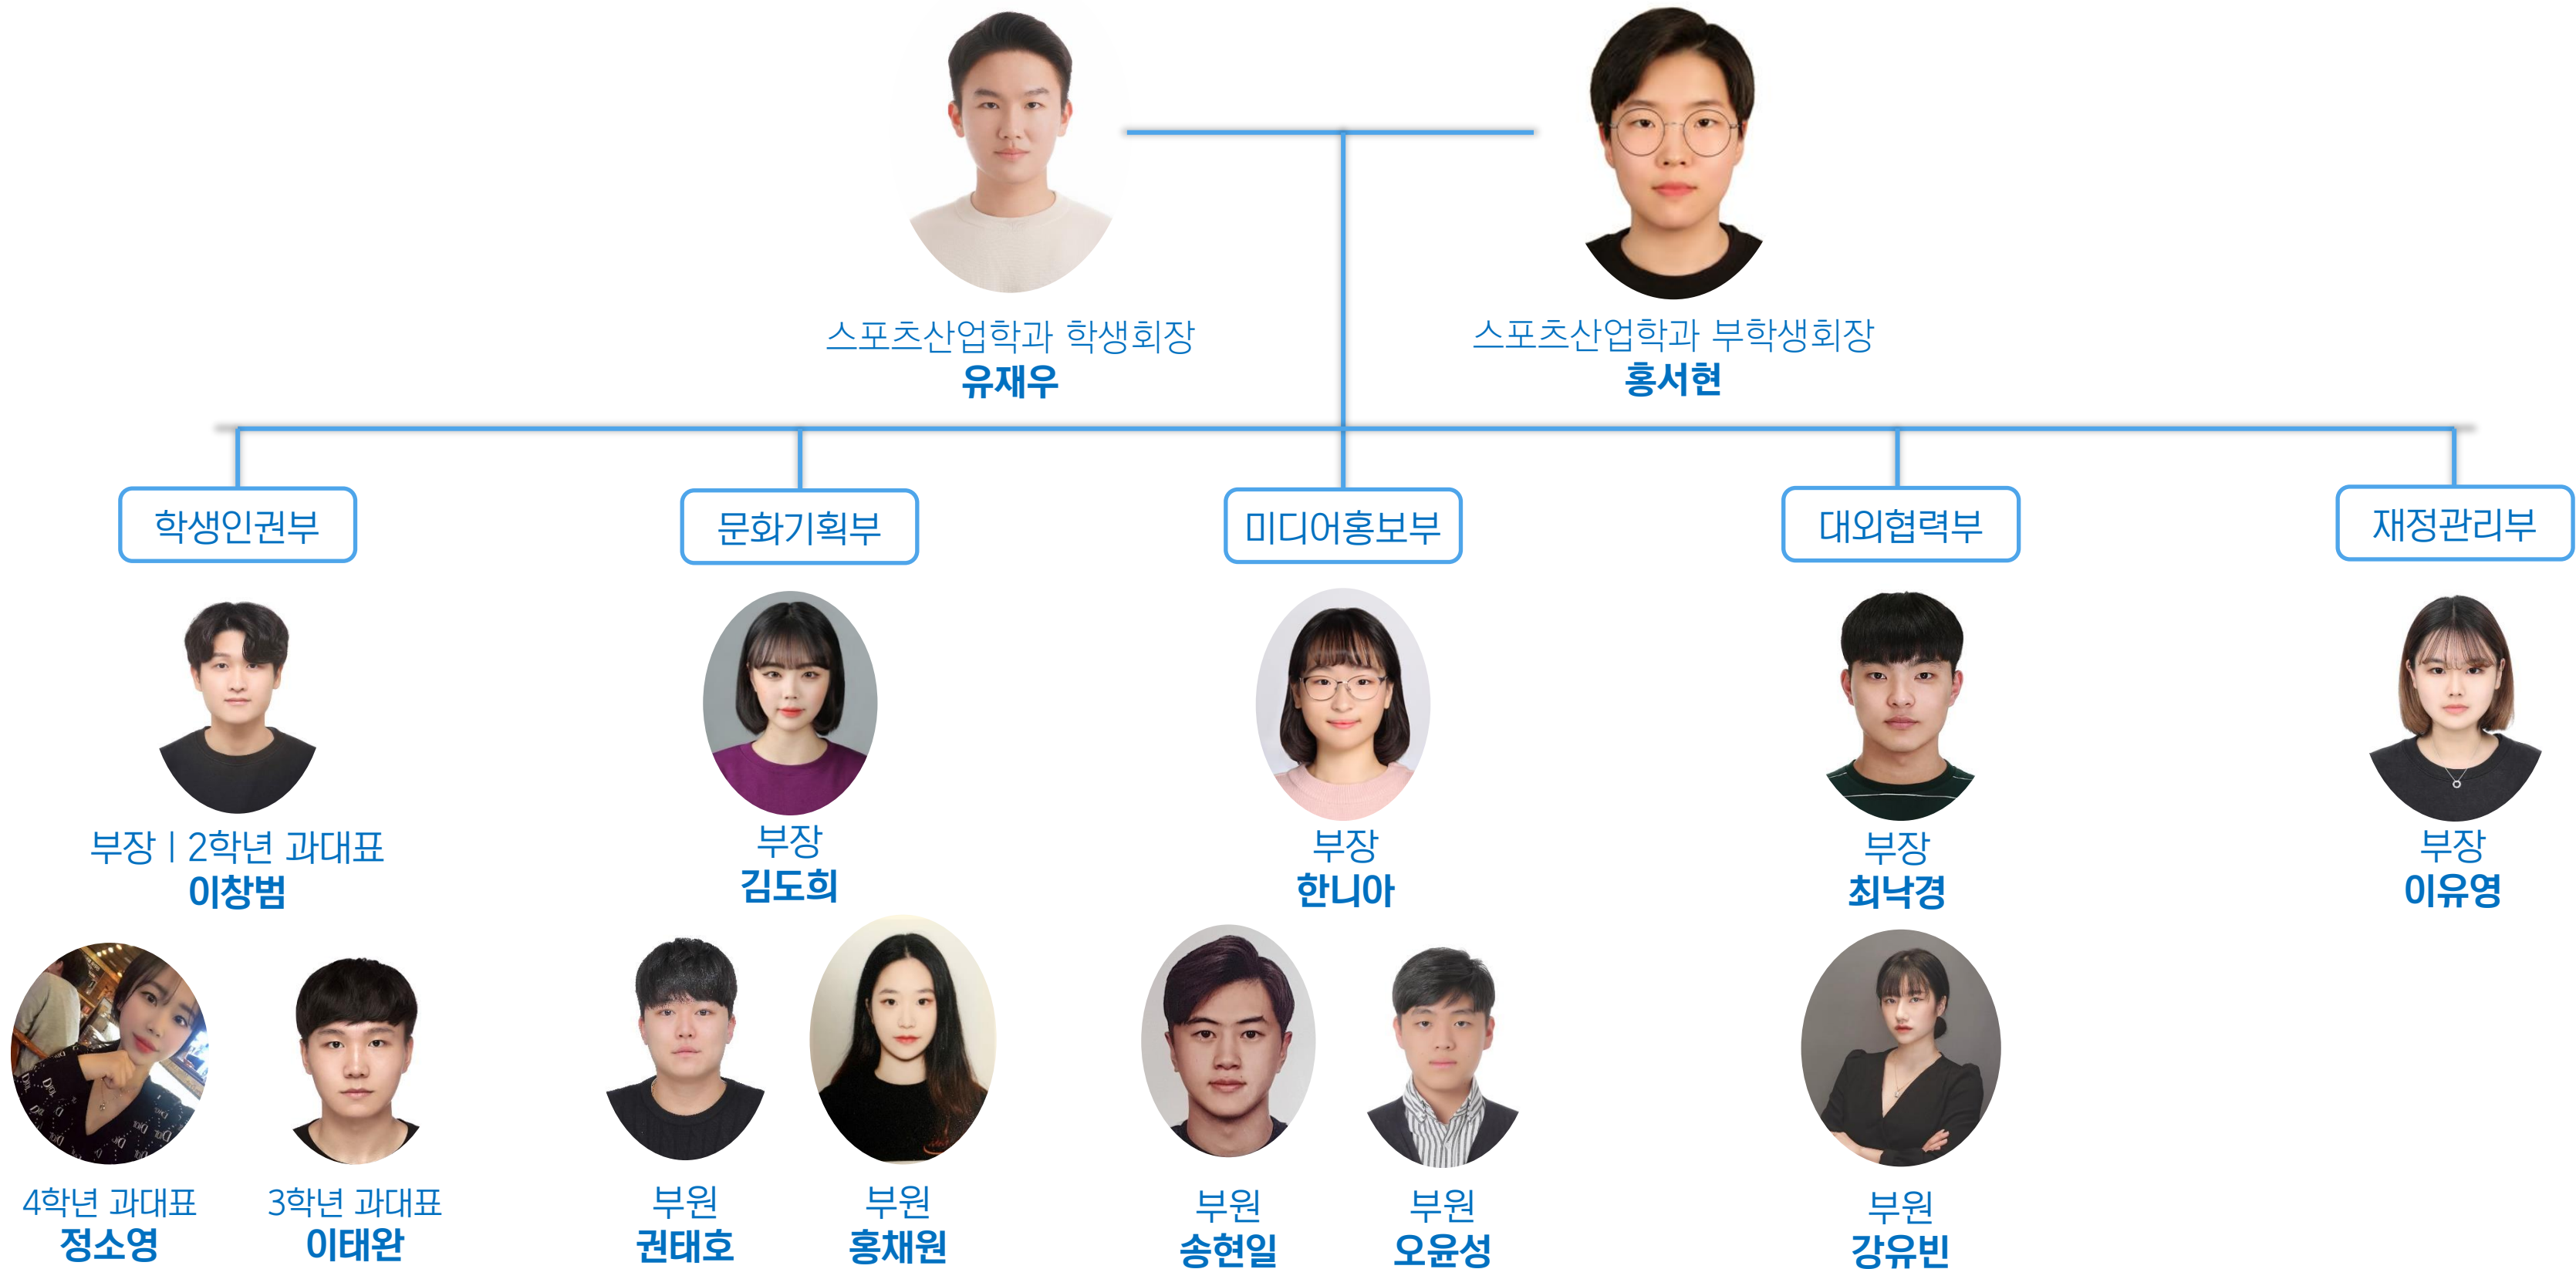 스포츠산업학과 학생회장
유재우
스포츠산업학과 부학생회장
홍서현
학생인권부
문화기획부
미디어홍보부
대외협력부
재정관리부
부장 | 2학년 과대표
이창범
부장
김도희
부장
한니아
부장
최낙경
부장
이유영
4학년 과대표
정소영
3학년 과대표
이태완
부원
권태호
부원
홍채원
부원
송현일
부원
오윤성
부원
강유빈